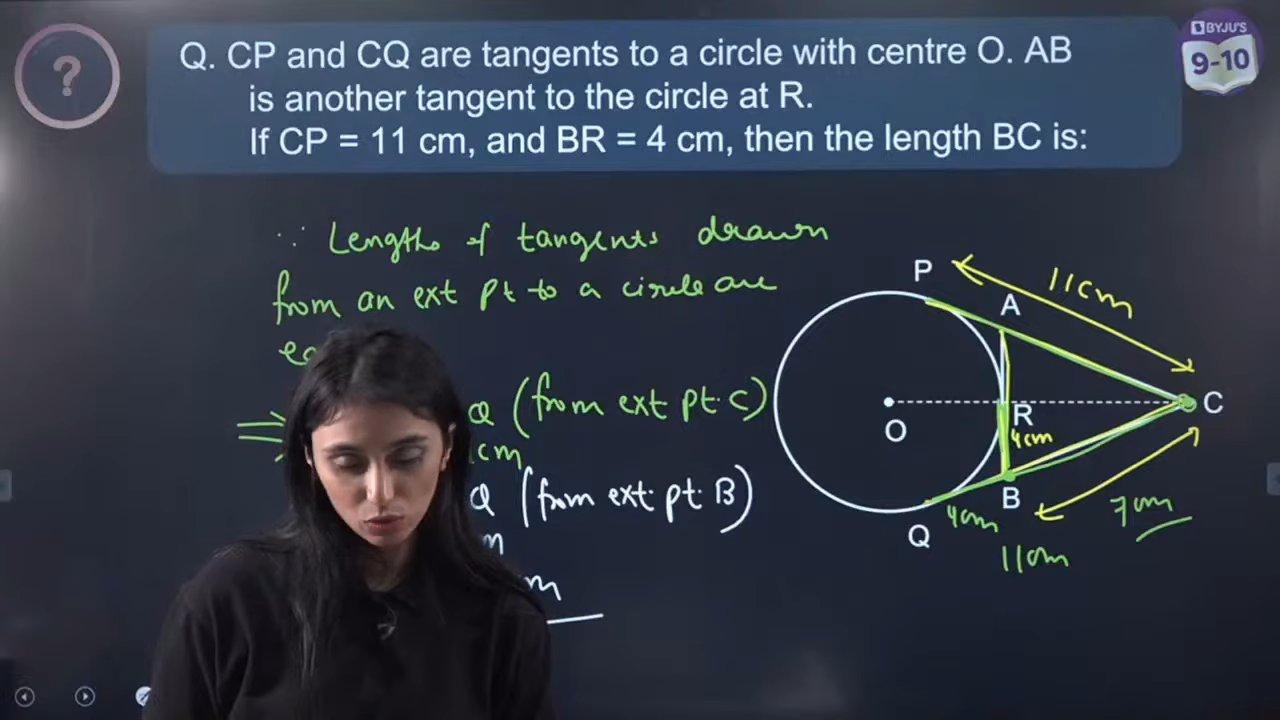 Q. CP and CQ are tangents to a circle with centre O. AB
is another tangent to the circle at R.
If CP = 11 cm, and BR = 4 cm, then the length BC is:
BYJU'S
9-10
?
∵ Lengths of tangents drawn
from an ext pt to a circle are
⇒ Q (from ext pt. C)
cm
Q (from ext. pt. B)
m
m
P
A
11cm
O
R
C
4cm
B
7cm
Q
4cm
11cm